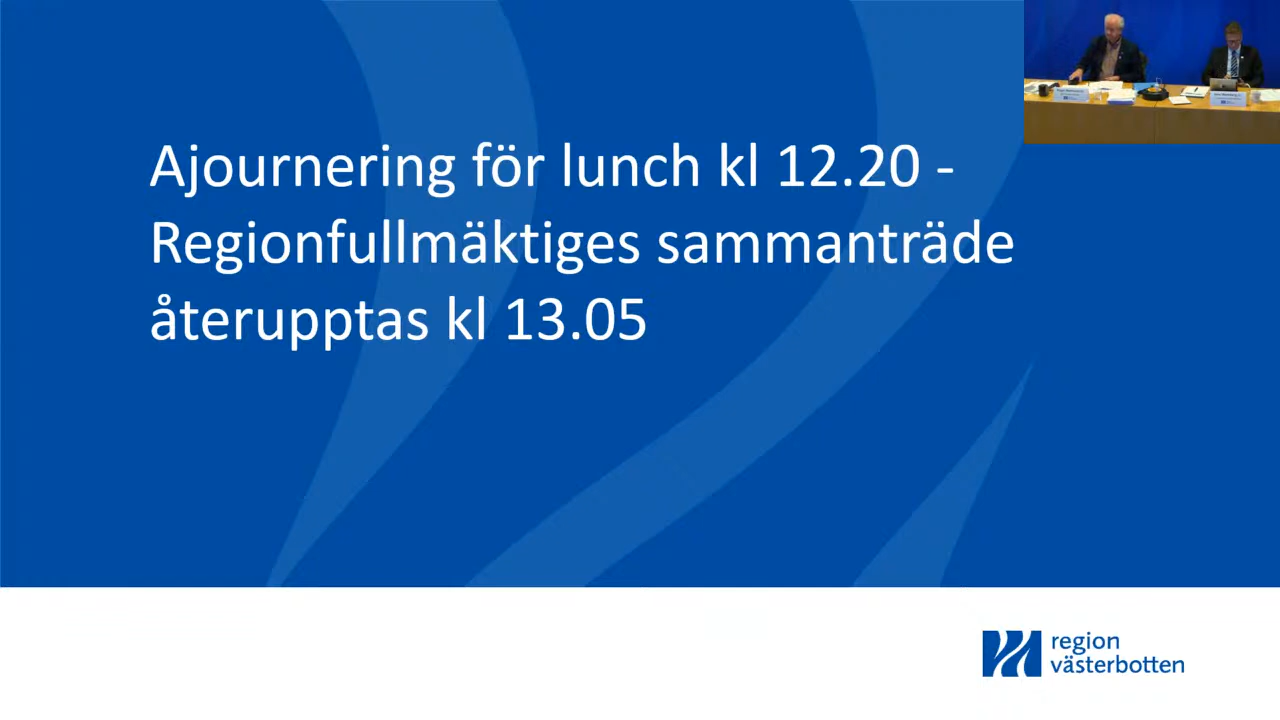 Ajournering för lunch kl 12.20 -
Regionfullmäktiges sammanträde
återupptas kl 13.05
region
västerbotten